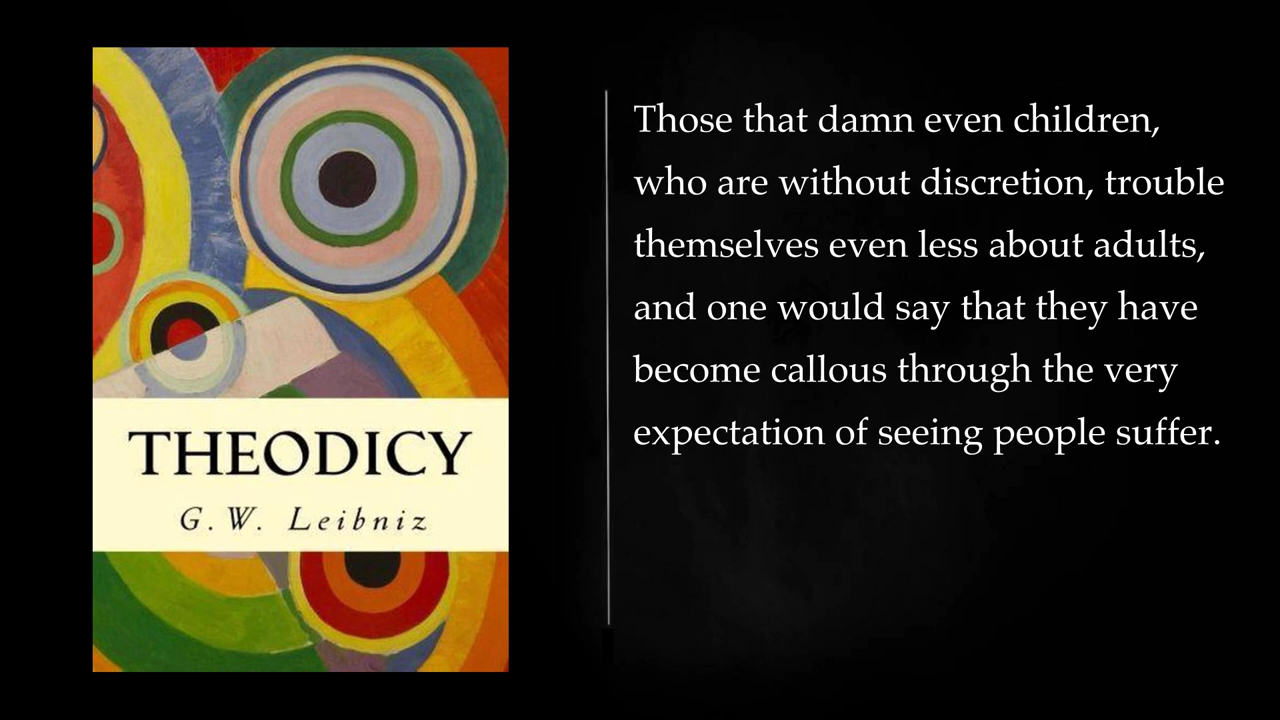 THEODICY
G. W. Leibniz
Those that damn even children,
who are without discretion, trouble
themselves even less about adults,
and one would say that they have
become callous through the very
expectation of seeing people suffer.